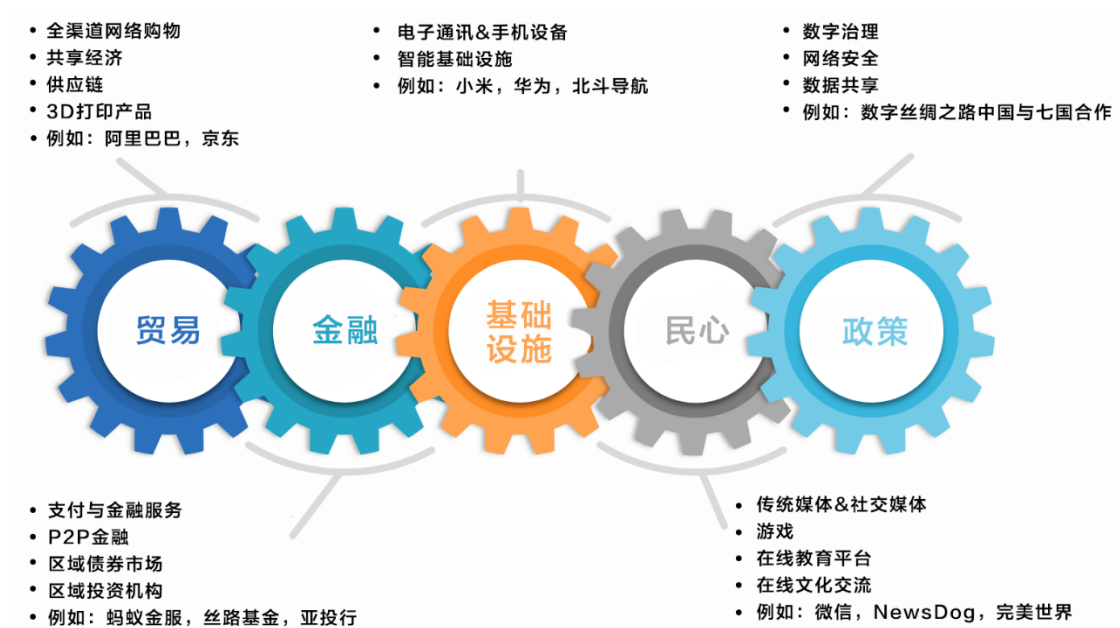 全渠道网络购物
共享经济
供应链
3D打印产品
例如：阿里巴巴，京东
电子通讯&手机设备
智能基础设施
例如：小米，华为，北斗导航
数字治理
网络安全
数据共享
例如：数字丝绸之路中国与七国合作
贸易
金融
基础
设施
民心
政策
支付与金融服务
P2P金融
区域债券市场
区域投资机构
例如：蚂蚁金服，丝路基金，亚投行
传统媒体&社交媒体
游戏
在线教育平台
在线文化交流
例如：微信，NewsDog，完美世界